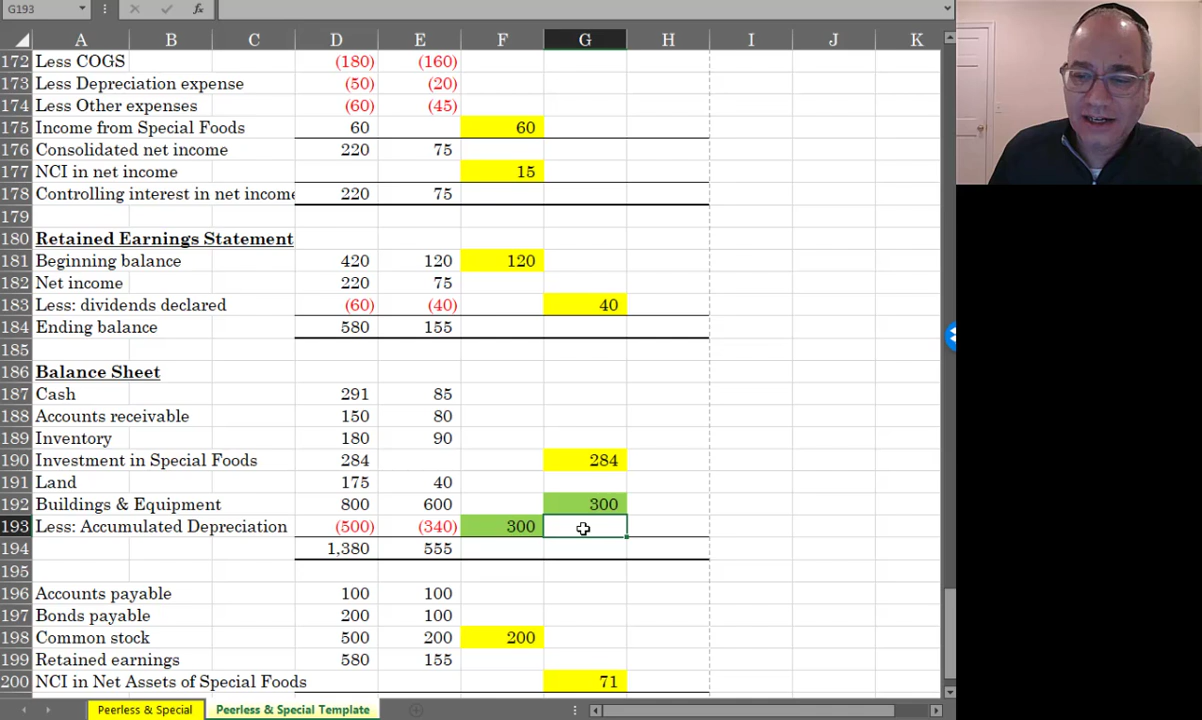 G193 fx
A B C D E F G H I J K
172 Less COGS (180) (160)
173 Less Depreciation expense (50) (20)
174 Less Other expenses (60) (45)
175 Income from Special Foods 60 60
176 Consolidated net income 220 75
177 NCI in net income 15
178 Controlling interest in net income 220 75
179
180 Retained Earnings Statement
181 Beginning balance 420 120 120
182 Net income 220 75
183 Less: dividends declared (60) (40) 40
184 Ending balance 580 155
185
186 Balance Sheet
187 Cash 291 85
188 Accounts receivable 150 80
189 Inventory 180 90
190 Investment in Special Foods 284 284
191 Land 175 40
192 Buildings & Equipment 800 600 300
193 Less: Accumulated Depreciation (500) (340) 300
194 1,380 555
195
196 Accounts payable 100 100
197 Bonds payable 200 100
198 Common stock 500 200 200
199 Retained earnings 580 155
200 NCI in Net Assets of Special Foods 71
Peerless & Special Peerless & Special Template